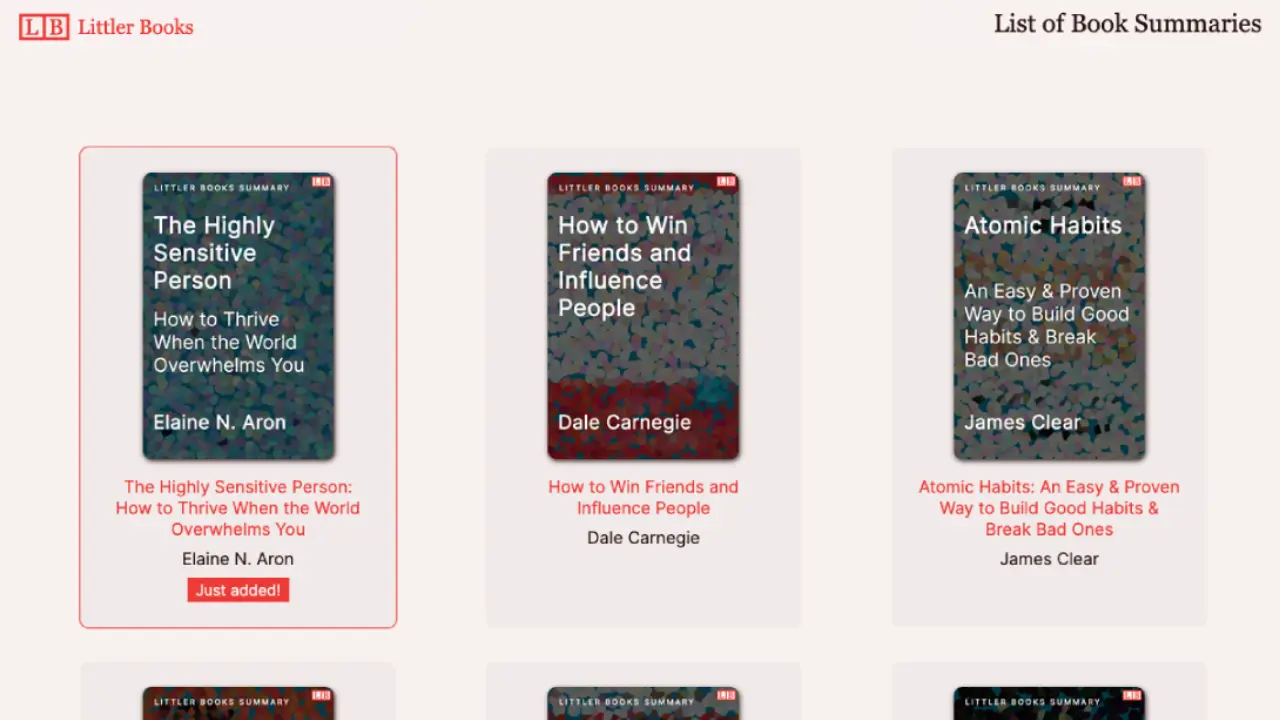 LB Littler Books
List of Book Summaries
LITTLER BOOKS SUMMARY LB
The Highly
Sensitive
Person
How to Thrive
When the World
Overwhelms You
Elaine N. Aron
The Highly Sensitive Person:
How to Thrive When the World
Overwhelms You
Elaine N. Aron
Just added!
LITTLER BOOKS SUMMARY LB
How to Win
Friends and
Influence
People
Dale Carnegie
How to Win Friends and
Influence People
Dale Carnegie
LITTLER BOOKS SUMMARY LB
Atomic Habits
An Easy & Proven
Way to Build Good
Habits & Break
Bad Ones
James Clear
Atomic Habits: An Easy & Proven
Way to Build Good Habits &
Break Bad Ones
James Clear
LITTLER BOOKS SUMMARY LB
LITTLER BOOKS SUMMARY LB
LITTLER BOOKS SUMMARY LB